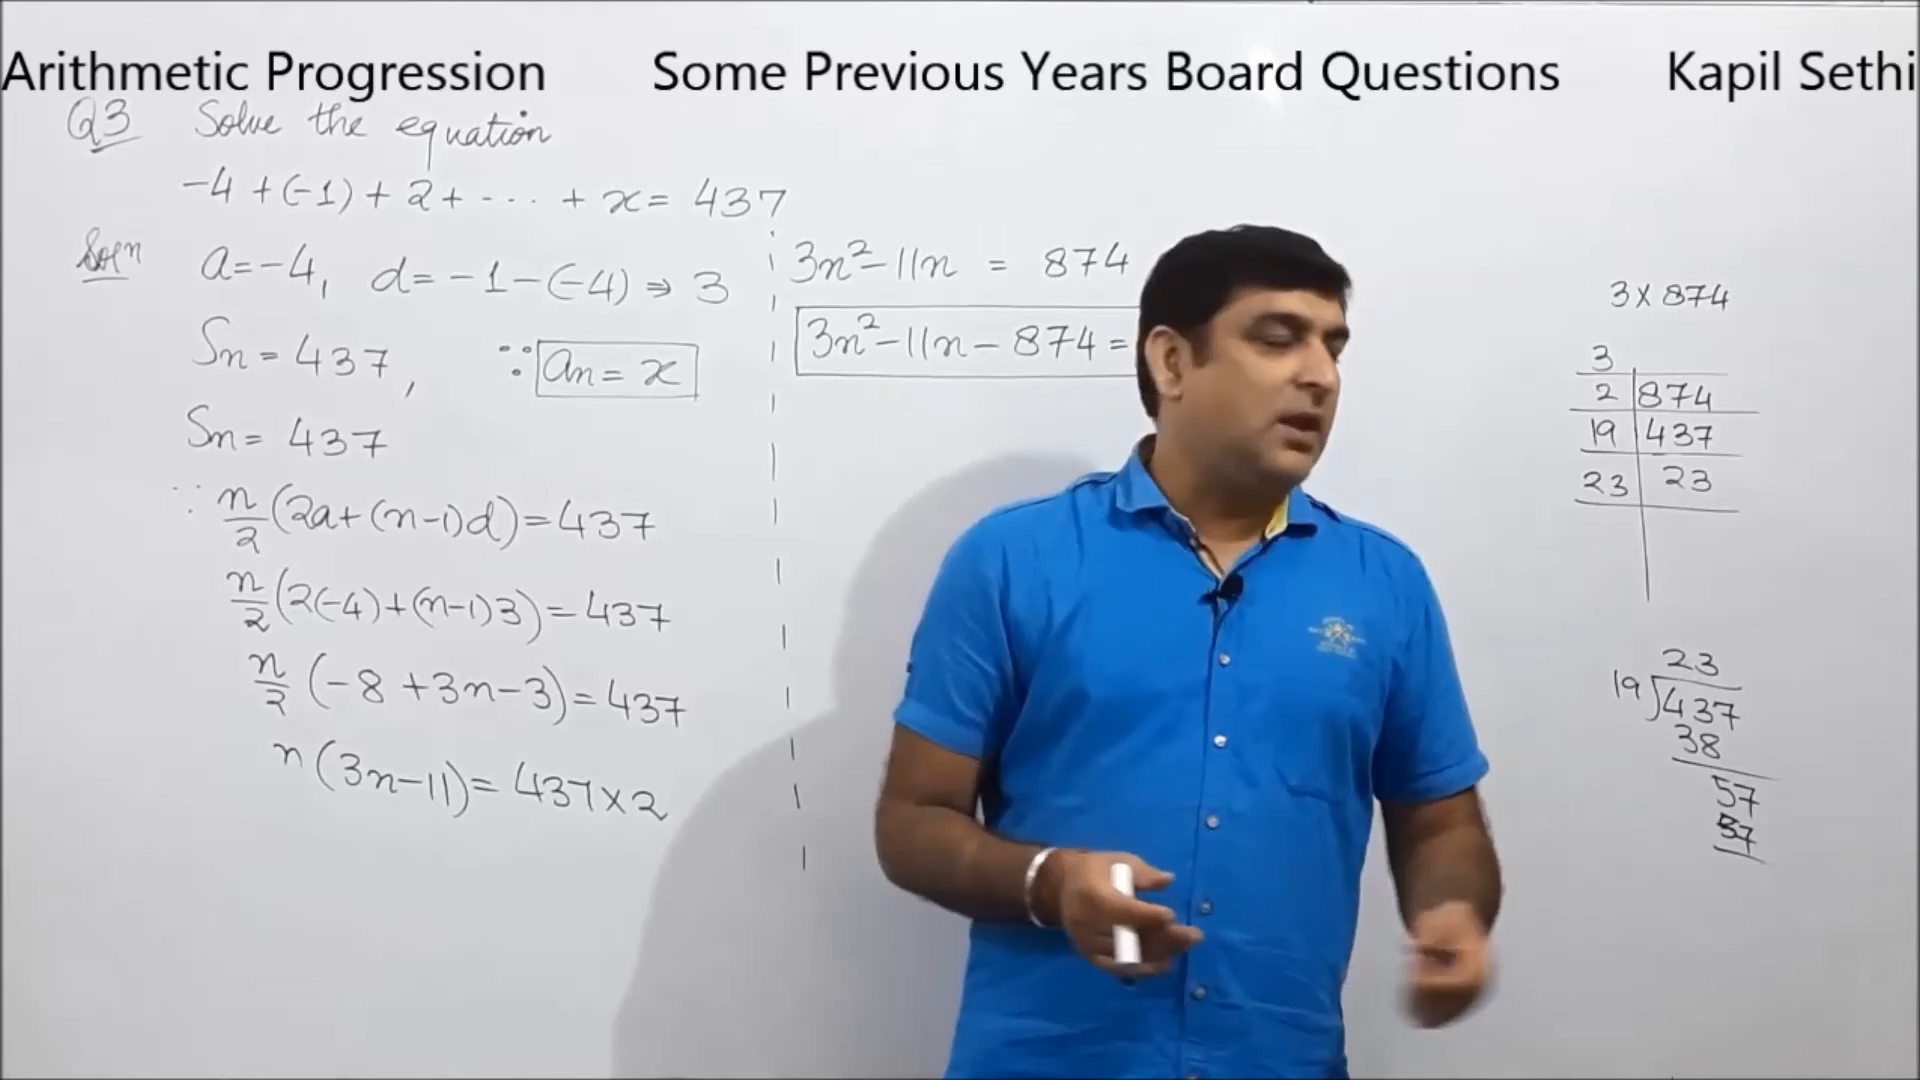 Arithmetic Progression Some Previous Years Board Questions Kapil Sethi
Q3 Solve the equation
-4 + (-1) + 2 + ... + x = 437
Soln a = -4, d = -1 - (-4) ⇒ 3
Sn = 437, ∵ an = x
Sn = 437
∵ n/2 (2a + (n-1)d) = 437
n/2 (2(-4) + (n-1)3) = 437
n/2 (-8 + 3n - 3) = 437
n (3n - 11) = 437 × 2
3n² - 11n = 874
3n² - 11n - 874 =
3 × 874
3
2 | 874
19 | 437
23 | 23
23
19 ) 437
38
57
57